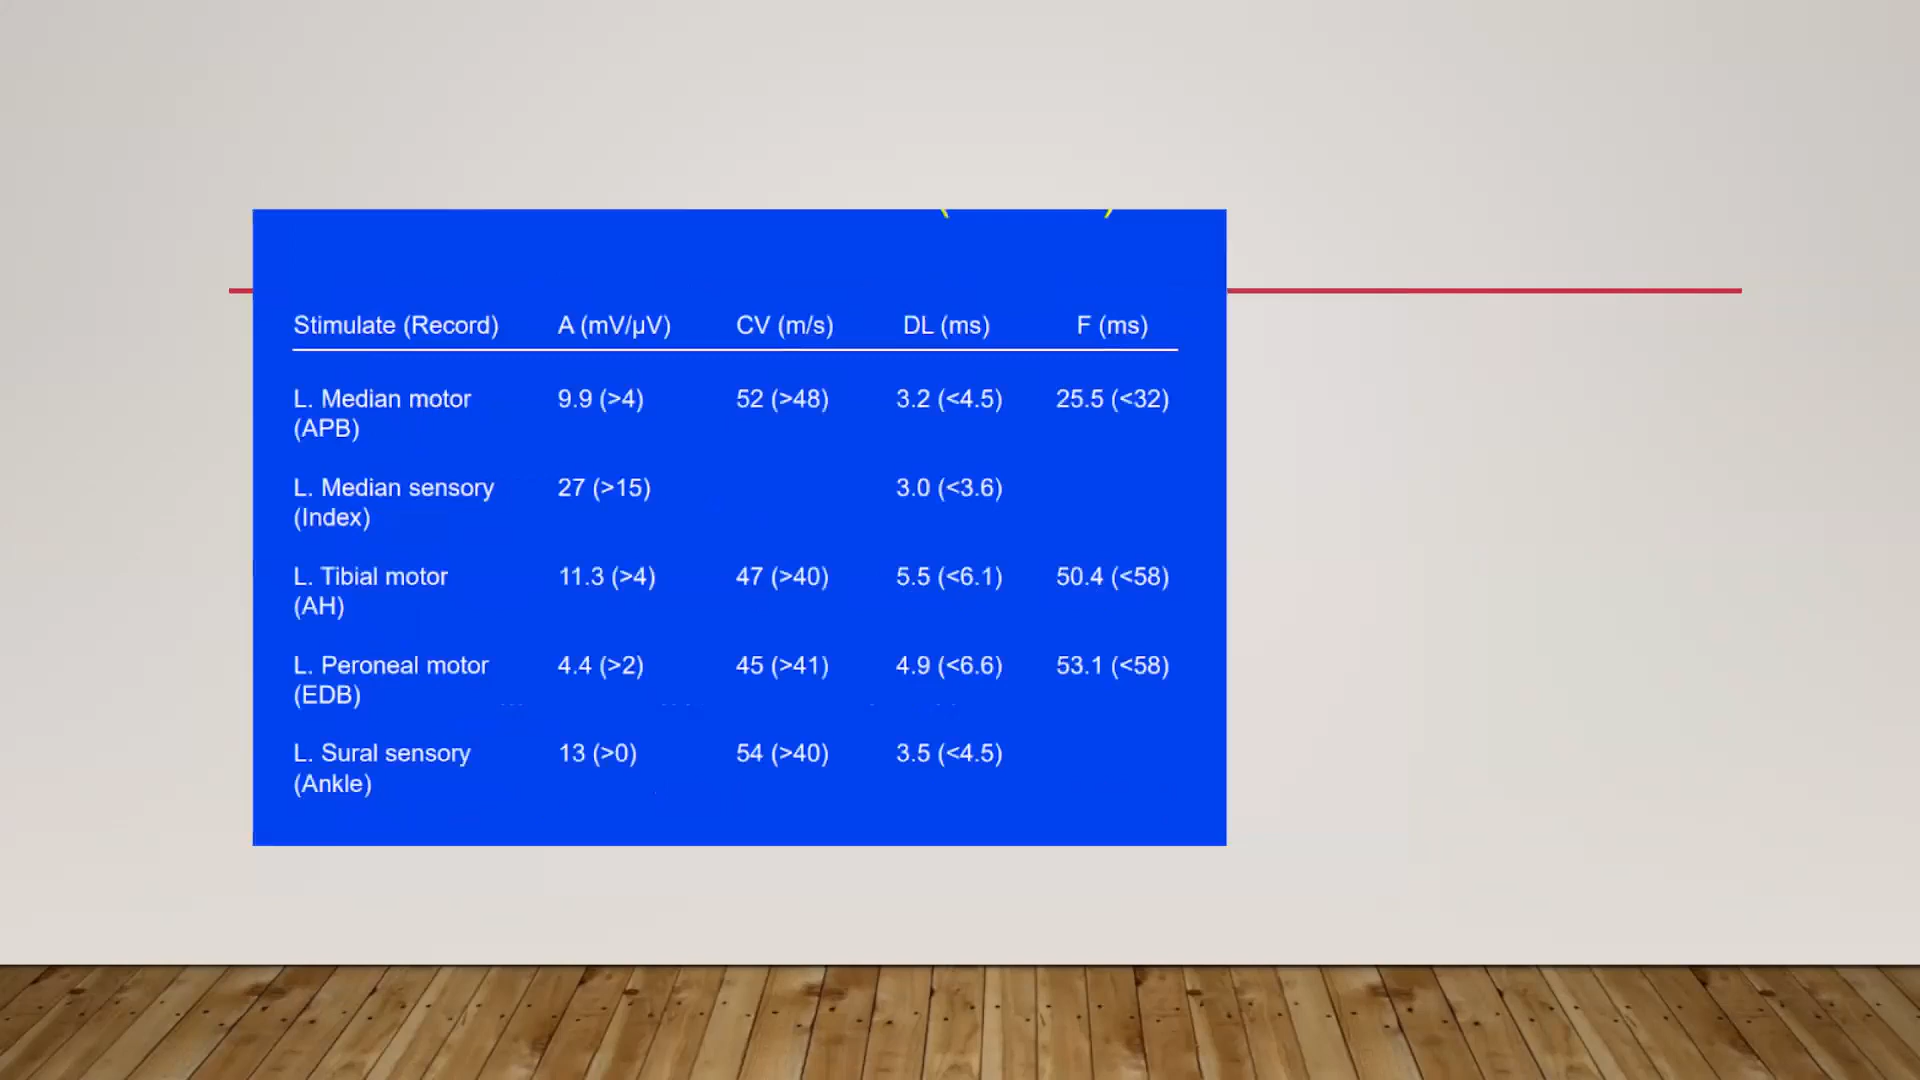 Stimulate (Record) A (mV/µV) CV (m/s) DL (ms) F (ms)
L. Median motor 9.9 (>4) 52 (>48) 3.2 (<4.5) 25.5 (<32)
(APB)
L. Median sensory 27 (>15) 3.0 (<3.6)
(Index)
L. Tibial motor 11.3 (>4) 47 (>40) 5.5 (<6.1) 50.4 (<58)
(AH)
L. Peroneal motor 4.4 (>2) 45 (>41) 4.9 (<6.6) 53.1 (<58)
(EDB)
L. Sural sensory 13 (>0) 54 (>40) 3.5 (<4.5)
(Ankle)